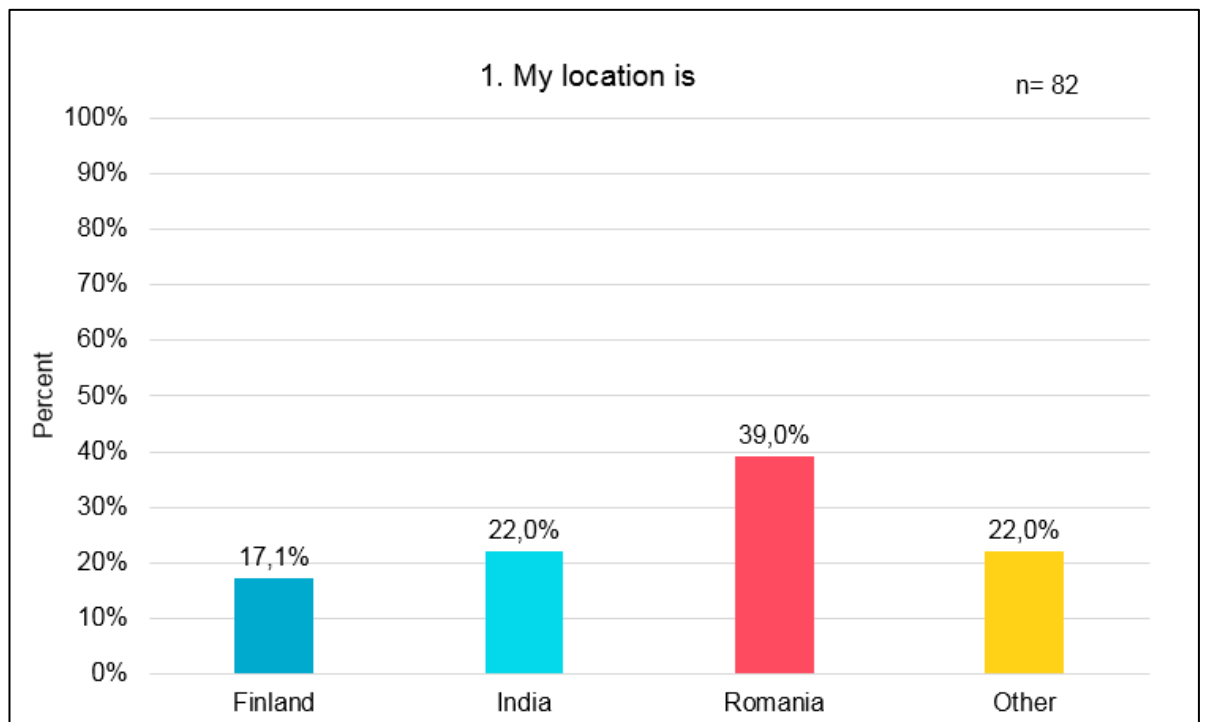 1. My location is
n= 82
100%
90%
80%
70%
60%
50%
40%
30%
20%
10%
0%
Percent
17,1%
22,0%
39,0%
22,0%
Finland
India
Romania
Other